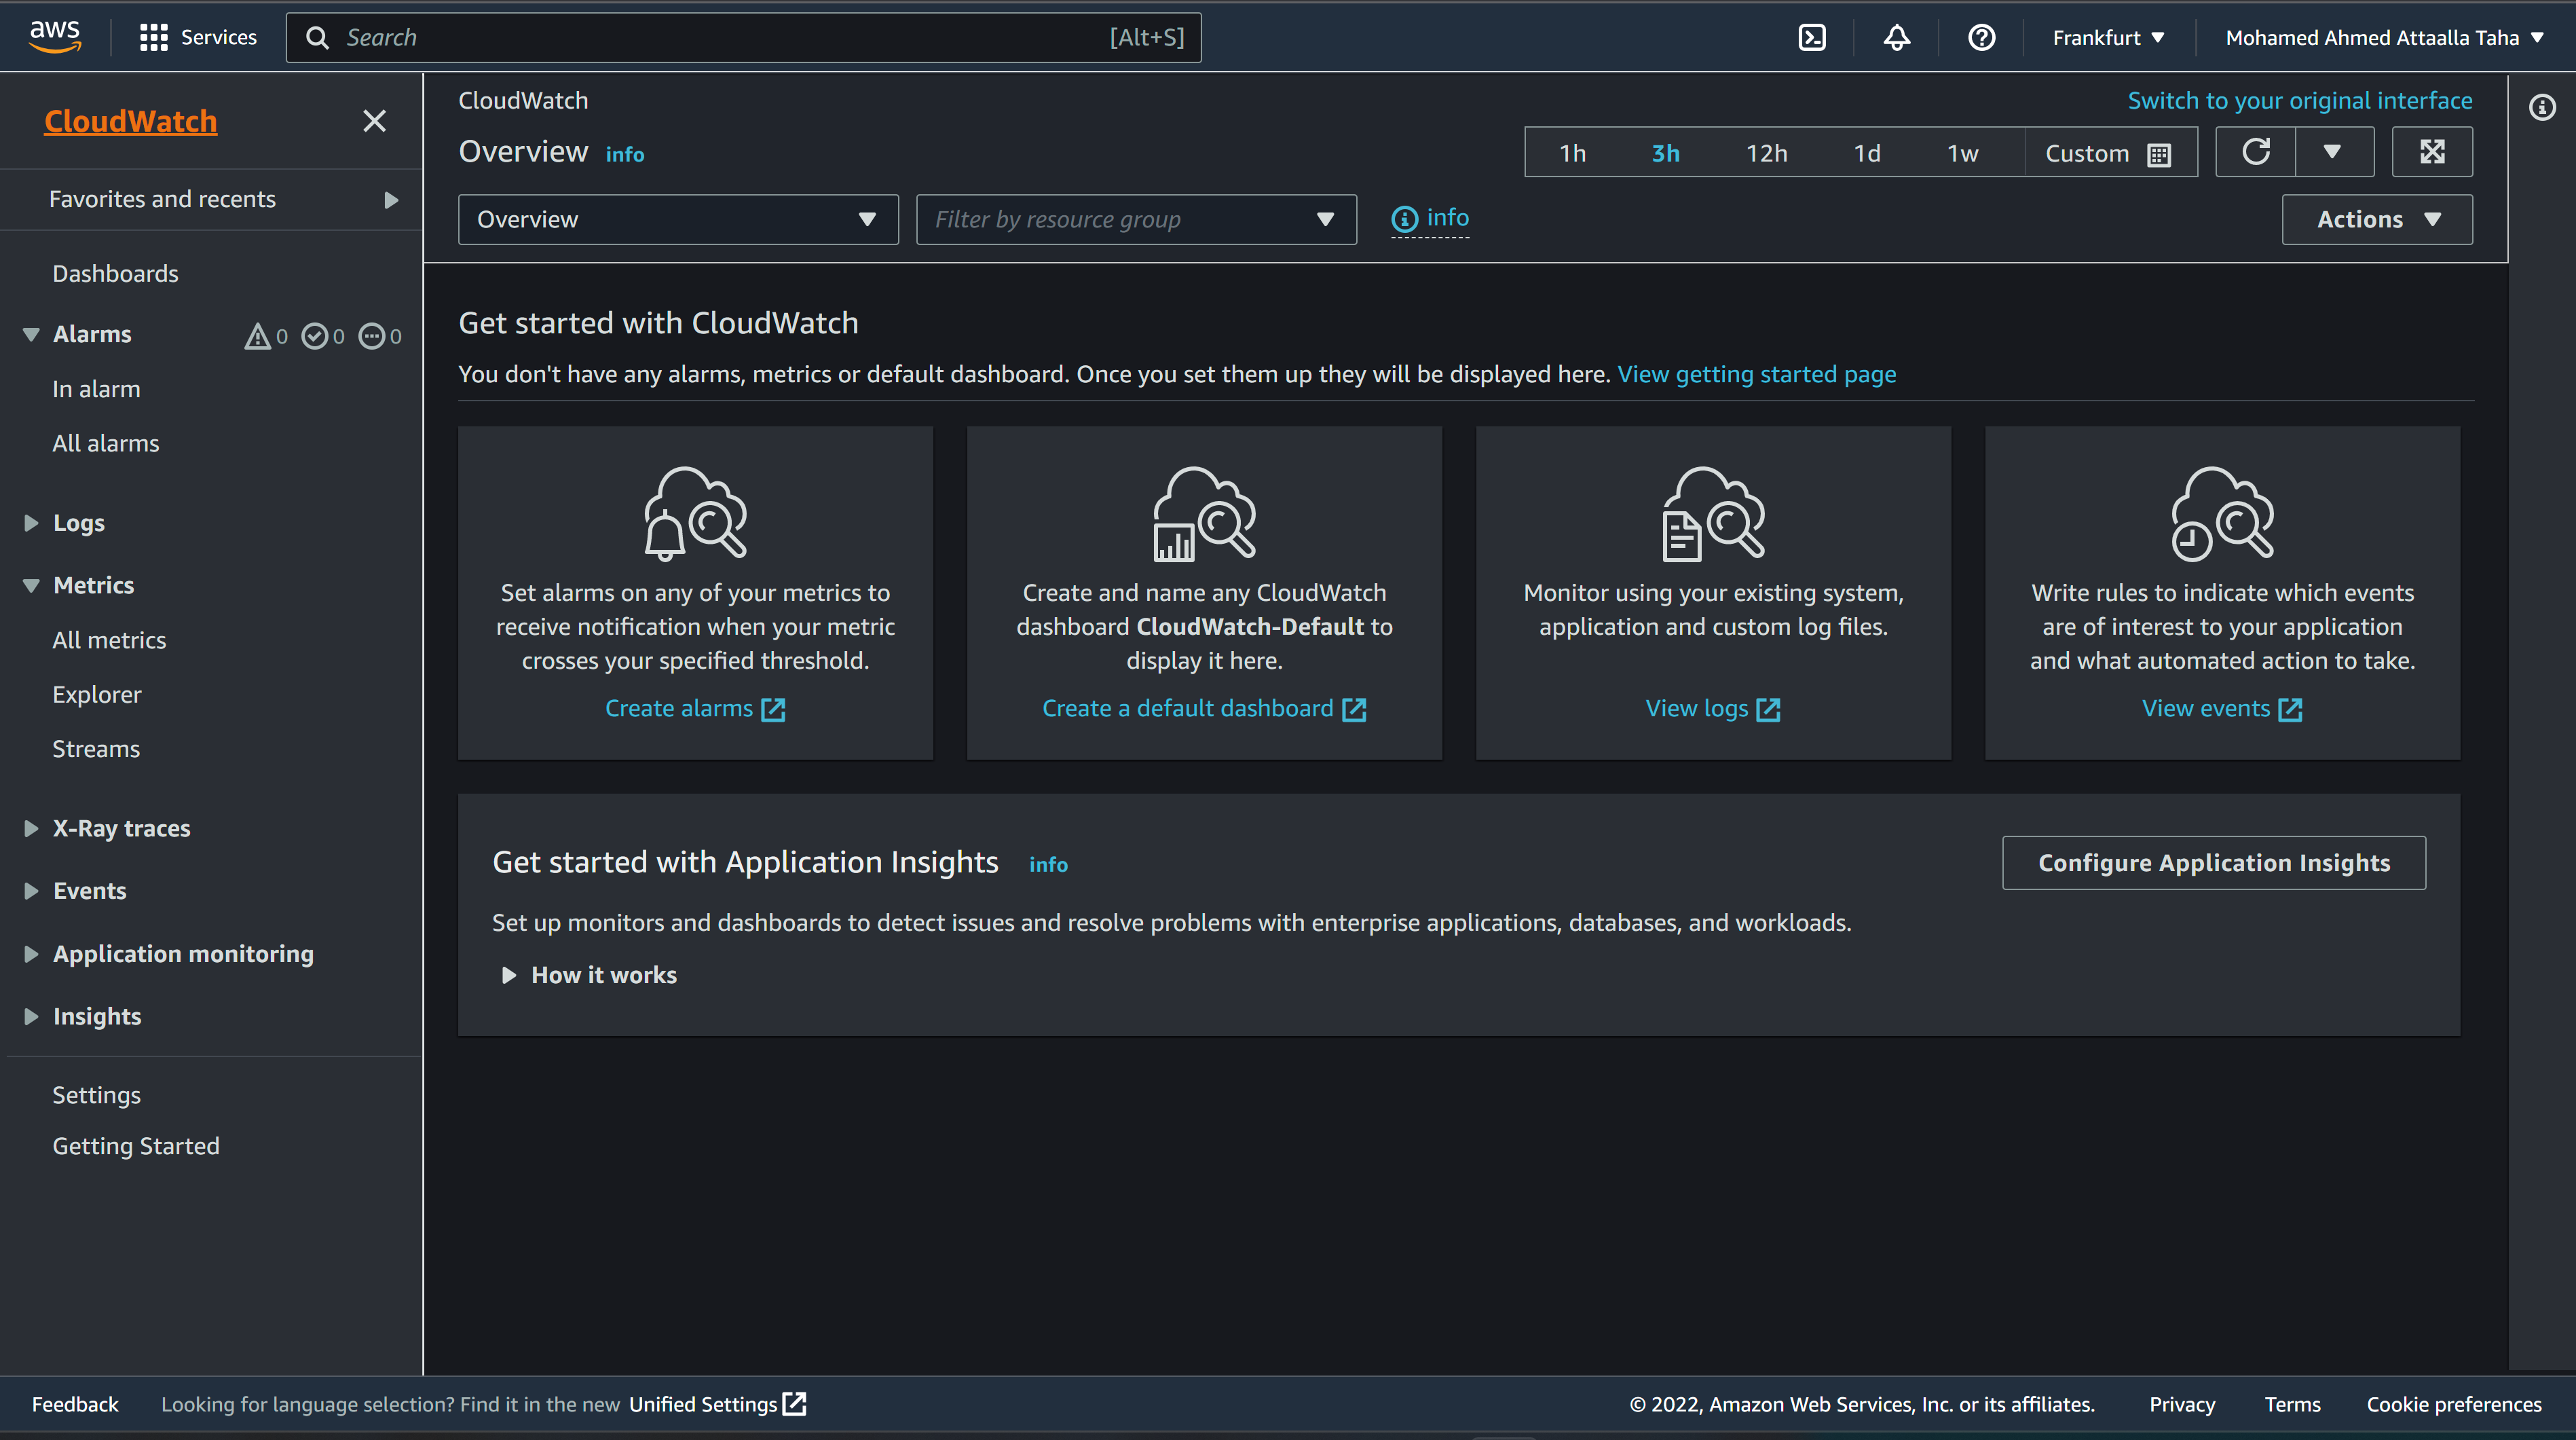 aws
Services
Search
[Alt+S]
Frankfurt
Mohamed Ahmed Attaalla Taha
CloudWatch
Favorites and recents
Dashboards
Alarms
0
0
0
In alarm
All alarms
Logs
Metrics
All metrics
Explorer
Streams
X-Ray traces
Events
Application monitoring
Insights
Settings
Getting Started
CloudWatch
Switch to your original interface
Overview info
1h 3h 12h 1d 1w Custom
Overview
Filter by resource group
info
Actions
Get started with CloudWatch
You don't have any alarms, metrics or default dashboard. Once you set them up they will be displayed here. View getting started page
Set alarms on any of your metrics to
receive notification when your metric
crosses your specified threshold.
Create alarms
Create and name any CloudWatch
dashboard CloudWatch-Default to
display it here.
Create a default dashboard
Monitor using your existing system,
application and custom log files.
View logs
Write rules to indicate which events
are of interest to your application
and what automated action to take.
View events
Get started with Application Insights info
Configure Application Insights
Set up monitors and dashboards to detect issues and resolve problems with enterprise applications, databases, and workloads.
How it works
Feedback
Looking for language selection? Find it in the new Unified Settings
© 2022, Amazon Web Services, Inc. or its affiliates.
Privacy
Terms
Cookie preferences